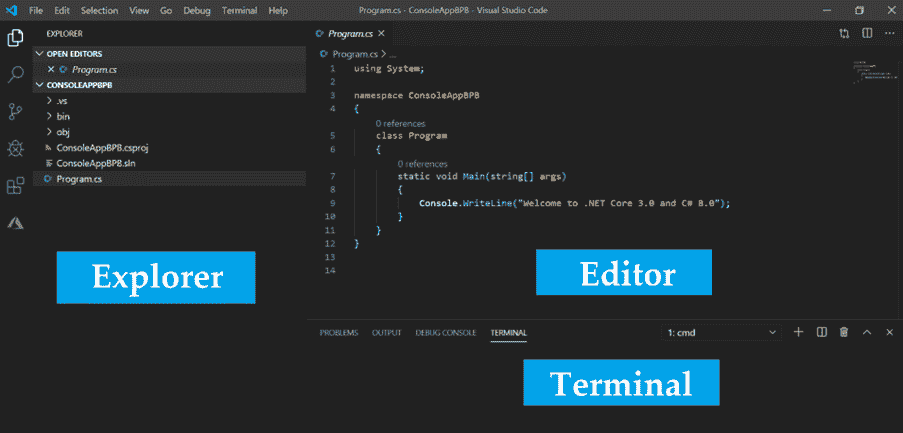 File Edit Selection View Go Debug Terminal Help Program.cs - ConsoleAppBPB - Visual Studio Code
EXPLORER
OPEN EDITORS
Program.cs
CONSOLEAPPBPB
.vs
bin
obj
ConsoleAppBPB.csproj
ConsoleAppBPB.sln
Program.cs
Explorer
Program.cs
Program.cs > ...
1 using System;
2
3 namespace ConsoleAppBPB
4 {
0 references
5 class Program
6 {
0 references
7 static void Main(string[] args)
8 {
9 Console.WriteLine("Welcome to .NET Core 3.0 and C# 8.0");
10 }
11 }
12 }
13
14
Editor
PROBLEMS OUTPUT DEBUG CONSOLE TERMINAL 1: cmd
Terminal